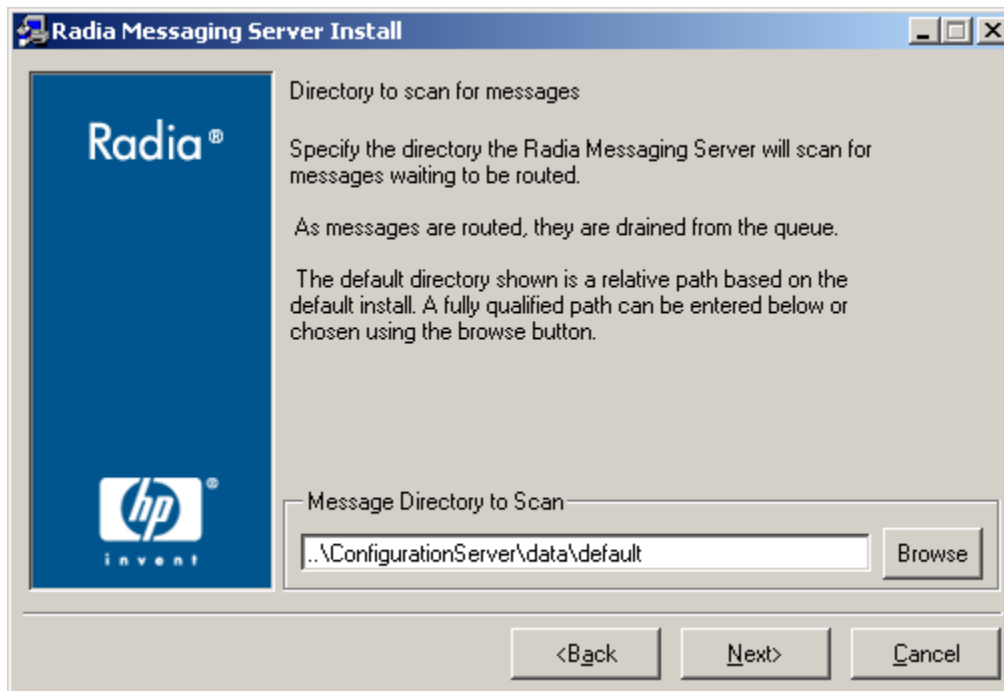 Radia Messaging Server Install
Radia®
Directory to scan for messages
Specify the directory the Radia Messaging Server will scan for
messages waiting to be routed.
As messages are routed, they are drained from the queue.
The default directory shown is a relative path based on the
default install. A fully qualified path can be entered below or
chosen using the browse button.
hp®
invent
Message Directory to Scan
..\ConfigurationServer\data\default
Browse
<Back
Next>
Cancel